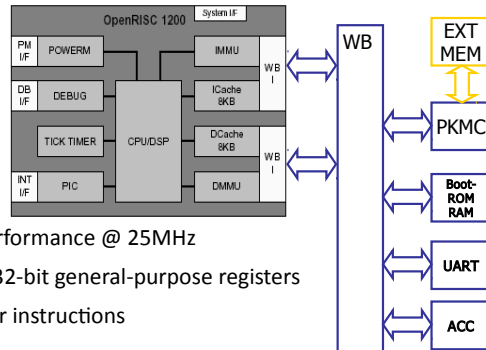 OpenRISC 1200
System I/F
PM
I/F
POWERM
IMMU
WB
I
DB
I/F
DEBUG
ICache
8KB
TICK TIMER
CPU/DSP
DCache
8KB
WB
I
INT
I/F
PIC
DMMU
WB
EXT
MEM
PKMC
Boot-
ROM
RAM
UART
ACC
@ 25MHz
32-bit general-purpose registers
instructions